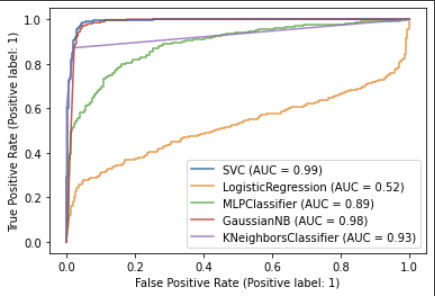 True Positive Rate (Positive label: 1)
1.0
0.8
0.6
0.4
0.2
0.0
SVC (AUC = 0.99)
LogisticRegression (AUC = 0.52)
MLPClassifier (AUC = 0.89)
GaussianNB (AUC = 0.98)
KNeighborsClassifier (AUC = 0.93)
0.0 0.2 0.4 0.6 0.8 1.0
False Positive Rate (Positive label: 1)